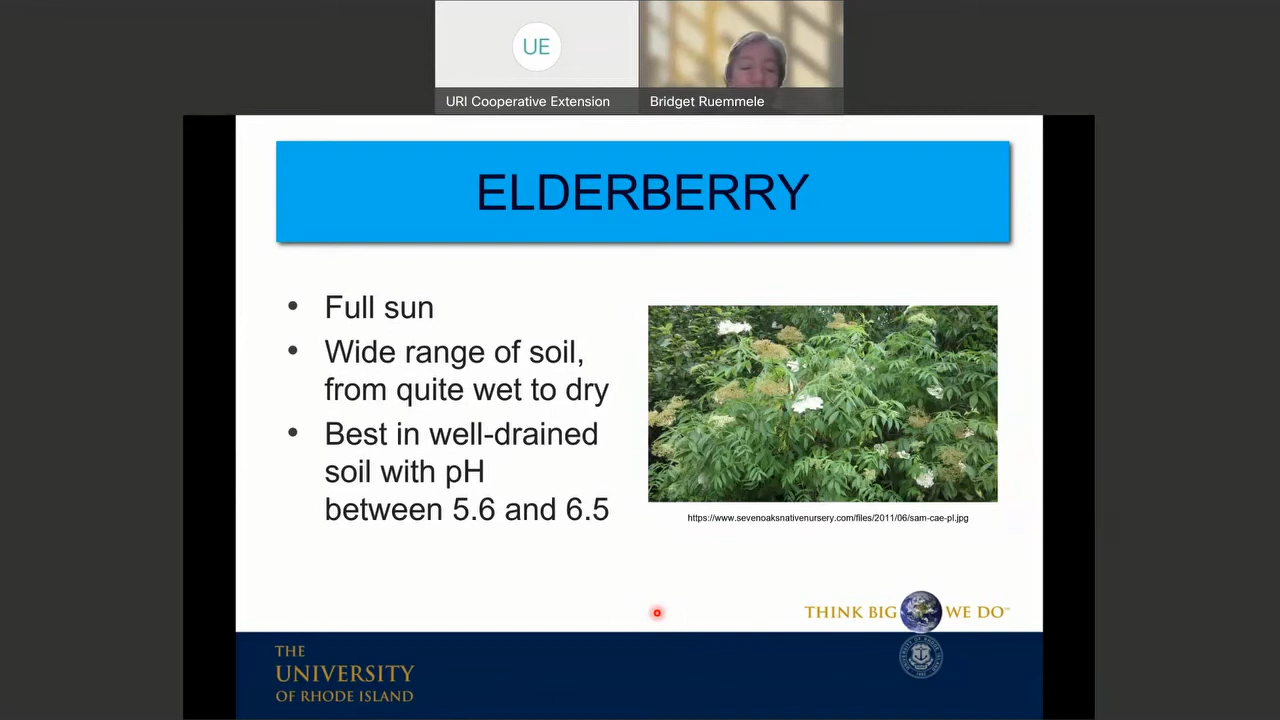 UE
URI Cooperative Extension
Bridget Ruemmele
ELDERBERRY
• Full sun
• Wide range of soil,
from quite wet to dry
• Best in well-drained
soil with pH
between 5.6 and 6.5
https://www.sevenoaksnativenursery.com/files/2011/06/sam-cae-pl.jpg
THINK BIG WE DO™
THE
UNIVERSITY
OF RHODE ISLAND